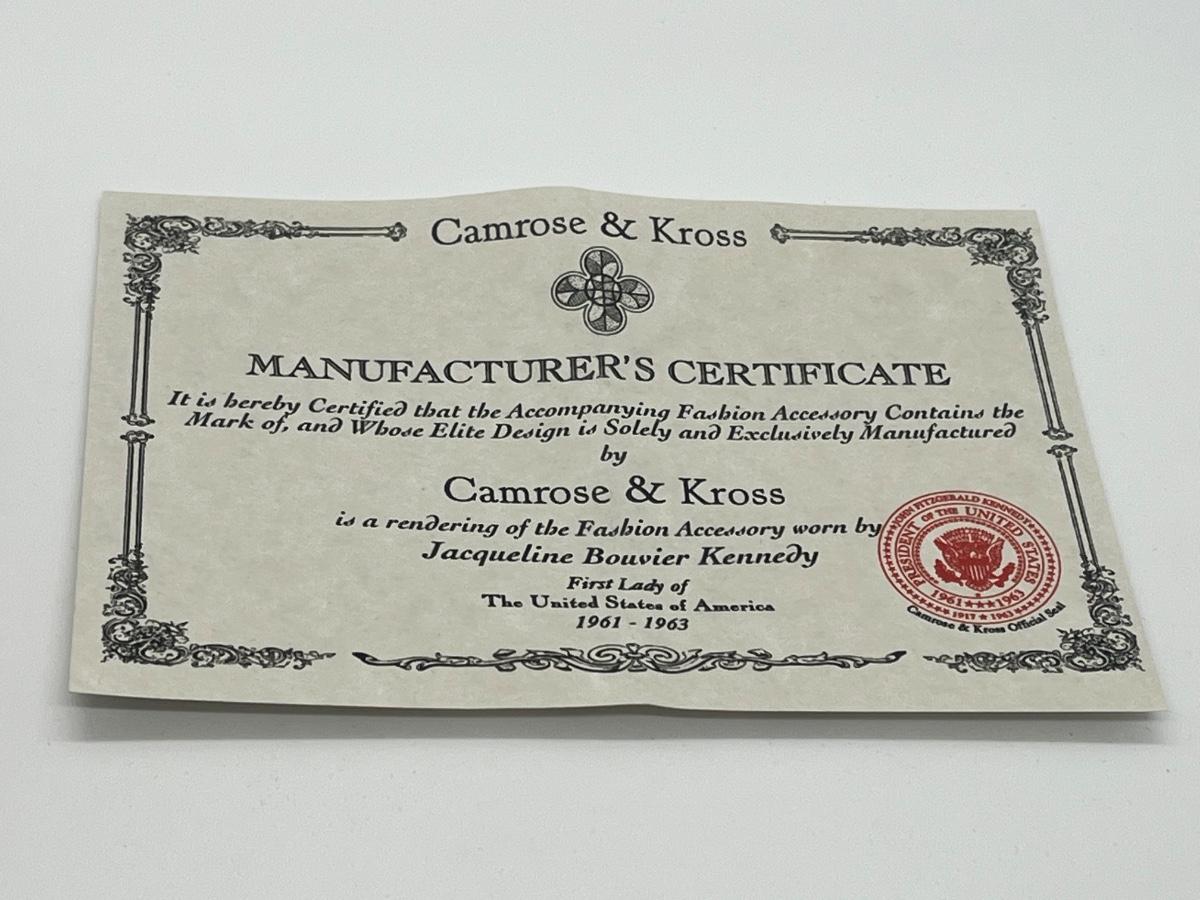 Camrose & Kross
MANUFACTURER'S CERTIFICATE
It is hereby Certified that the Accompanying Fashion Accessory Contains the
Mark of, and Whose Elite Design is Solely and Exclusively Manufactured
by
Camrose & Kross
is a rendering of the Fashion Accessory worn by
Jacqueline Bouvier Kennedy
First Lady of
The United States of America
1961 - 1963
JOHN FITZGERALD KENNEDY
PRESIDENT OF THE UNITED STATES
1961 ★★★ 1963
1917 ★ 1963
Camrose & Kross Official Seal